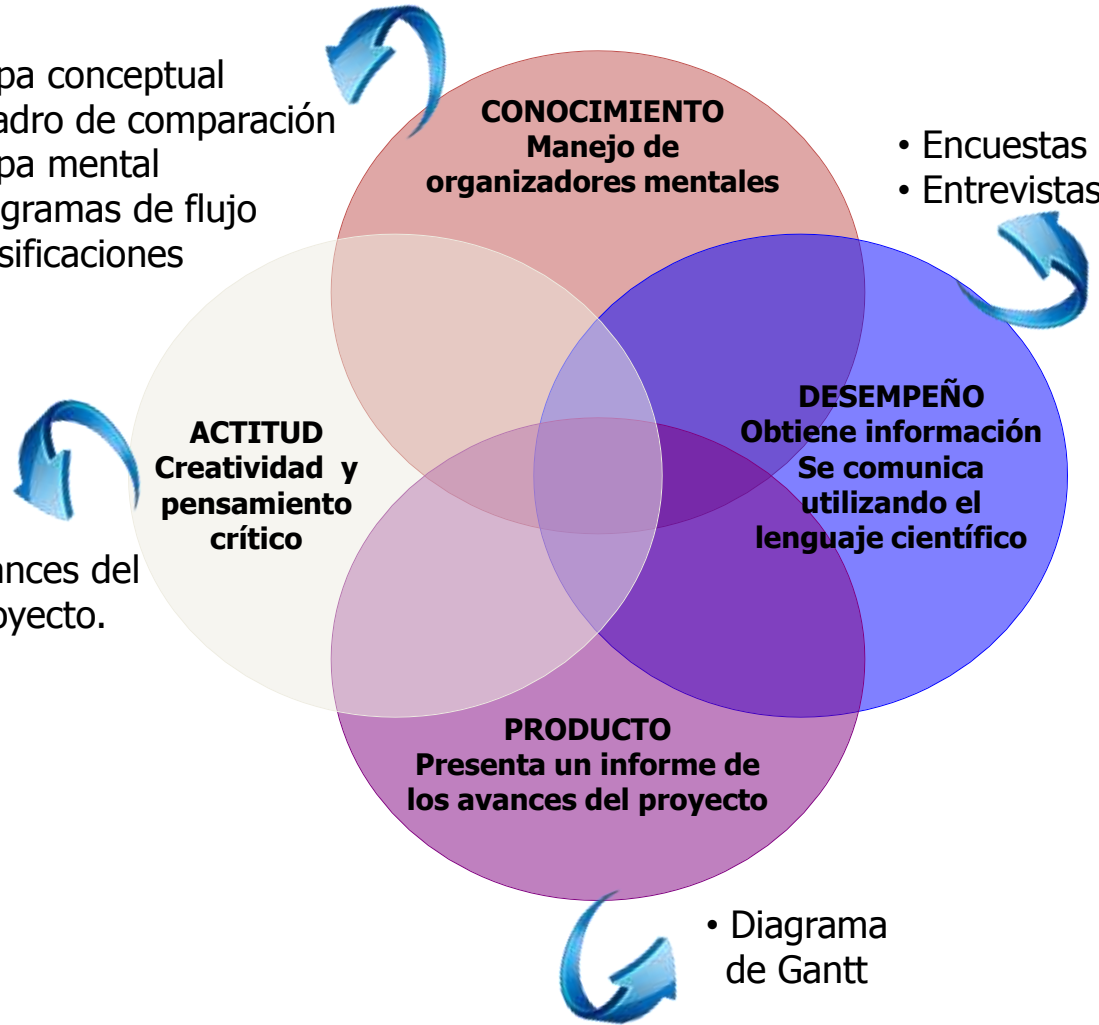 pa conceptual
adro de comparación
pa mental
gramas de flujo
sificaciones
CONOCIMIENTO
Manejo de
organizadores mentales
• Encuestas
• Entrevistas
ACTITUD
Creatividad y
pensamiento
crítico
ances del
oyecto.
DESEMPEÑO
Obtiene información
Se comunica
utilizando el
lenguaje científico
PRODUCTO
Presenta un informe de
los avances del proyecto
• Diagrama
de Gantt